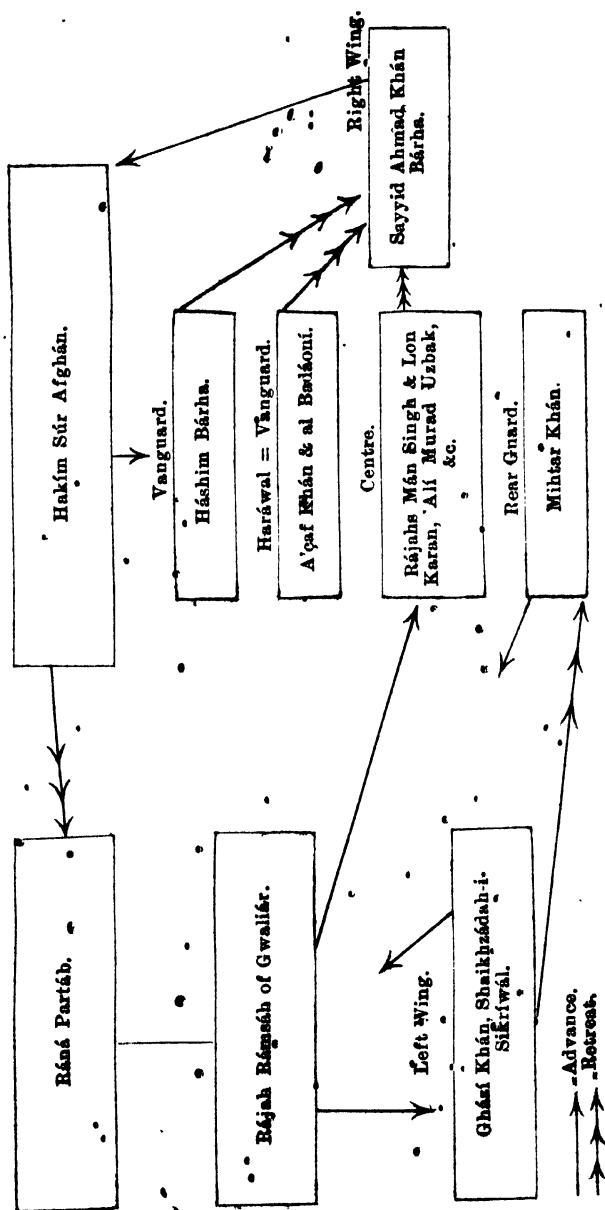 Ráná Partáb.
Hakím Súr Afghán.
Rájah Rámsáh of Gwaliár.
Vanguard.
Háshim Bárha.
Haráwal = Vanguard.
A'çaf Khán & al Badáoní.
Right Wing.
Sayyid Ahmad Khán
Bárha.
Centre.
Rájahs Mán Singh & Lon
Karan, 'Alí Murad Uzbak,
&c.
Left Wing.
Ghází Khán, Shaikhzádah-i-
Sikríwál.
Rear Guard.
Mihtar Khán.
Advance.
Retreat.